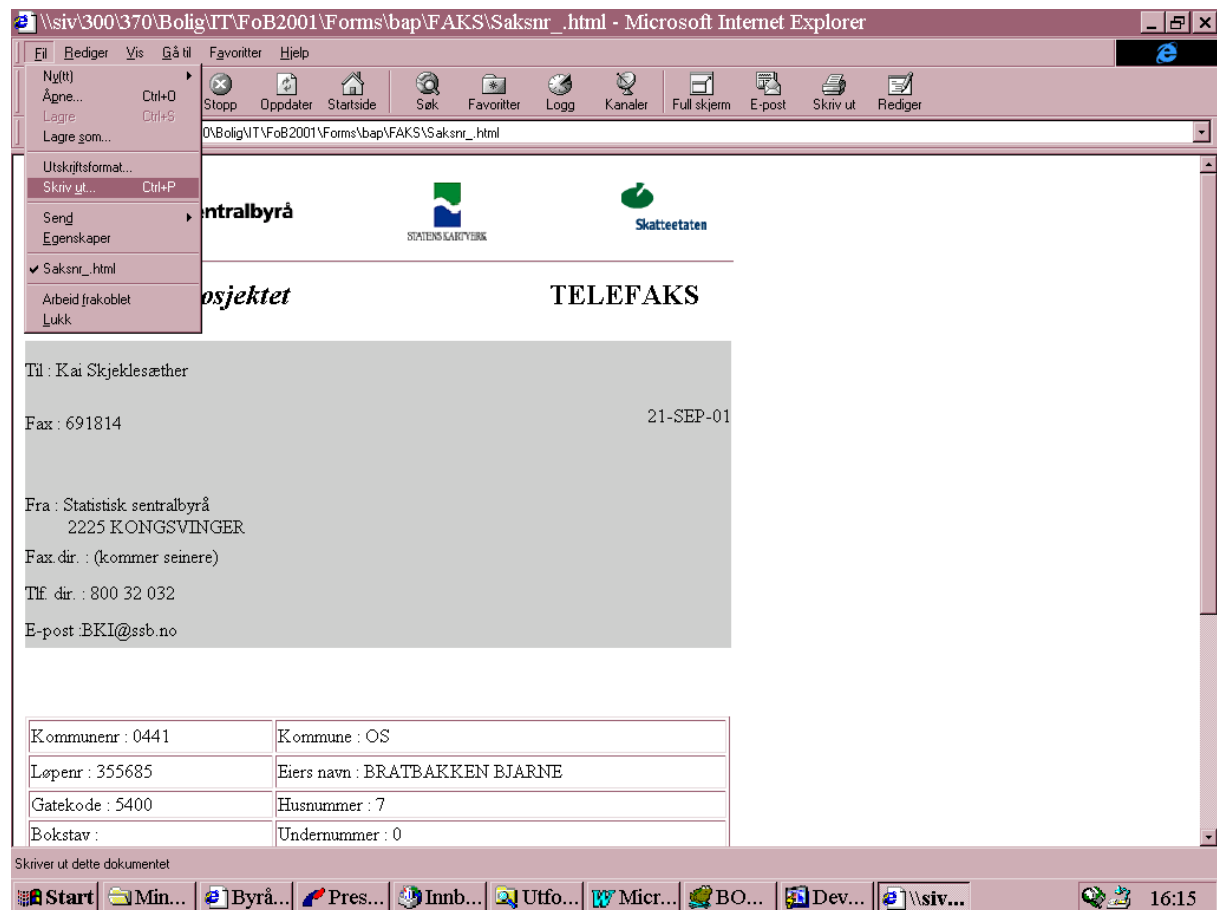 \\siv\300\370\Bolig\IT\FoB2001\Forms\bap\FAKS\Saksnr_.html - Microsoft Internet Explorer
Fil Rediger Vis Gå til Favoritter Hjelp
Ny(tt)
Åpne... Ctrl+O
Lagre Ctrl+S
Lagre som...
Utskriftsformat...
Skriv ut... Ctrl+P
Send
Egenskaper
Saksnr_.html
Arbeid frakoblet
Lukk
Stopp Oppdater Startside Søk Favoritter Logg Kanaler Full skjerm E-post Skriv ut Rediger
0\Bolig\IT\FoB2001\Forms\bap\FAKS\Saksnr_.html
entralbyrå STATENS KARTVERK Skatteetaten
osjektet TELEFAKS
Til : Kai Skjeklesæther
Fax : 691814 21-SEP-01
Fra : Statistisk sentralbyrå
2225 KONGSVINGER
Fax.dir. : (kommer seinere)
Tlf. dir. : 800 32 032
E-post :BKI@ssb.no
Kommunenr : 0441 Kommune : OS
Løpenr : 355685 Eiers navn : BRATBAKKEN BJARNE
Gatekode : 5400 Husnummer : 7
Bokstav : Undernummer : 0
Skriver ut dette dokumentet
Start Min... Byrå... Pres... Innb... Utfo... Micr... BO... Dev... \\siv... 16:15